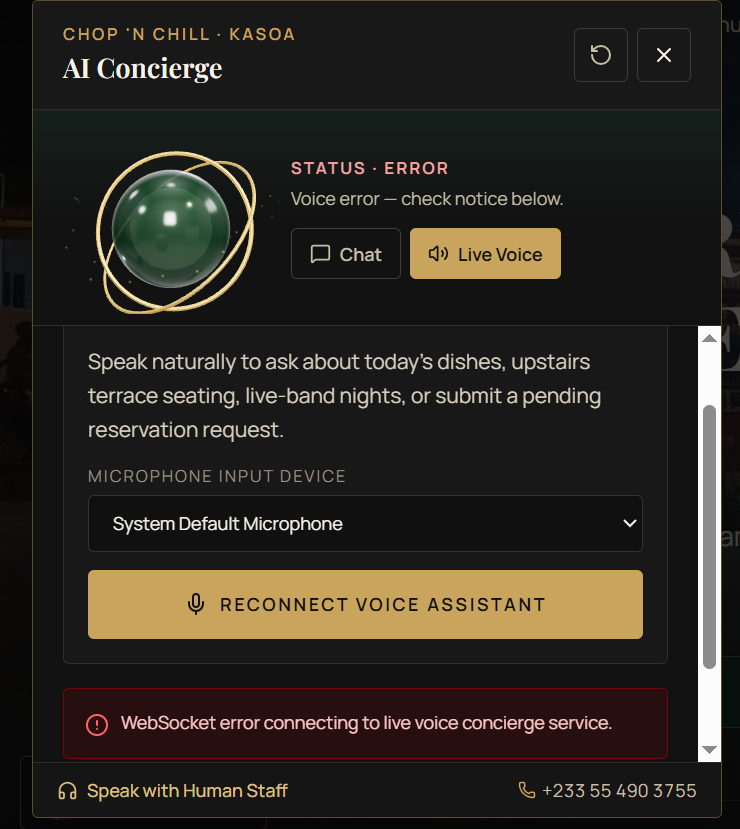 CHOP 'N CHILL · KASOA
AI Concierge
STATUS · ERROR
Voice error — check notice below.
Chat
Live Voice
Speak naturally to ask about today's dishes, upstairs
terrace seating, live-band nights, or submit a pending
reservation request.
MICROPHONE INPUT DEVICE
System Default Microphone
RECONNECT VOICE ASSISTANT
WebSocket error connecting to live voice concierge service.
Speak with Human Staff
+233 55 490 3755